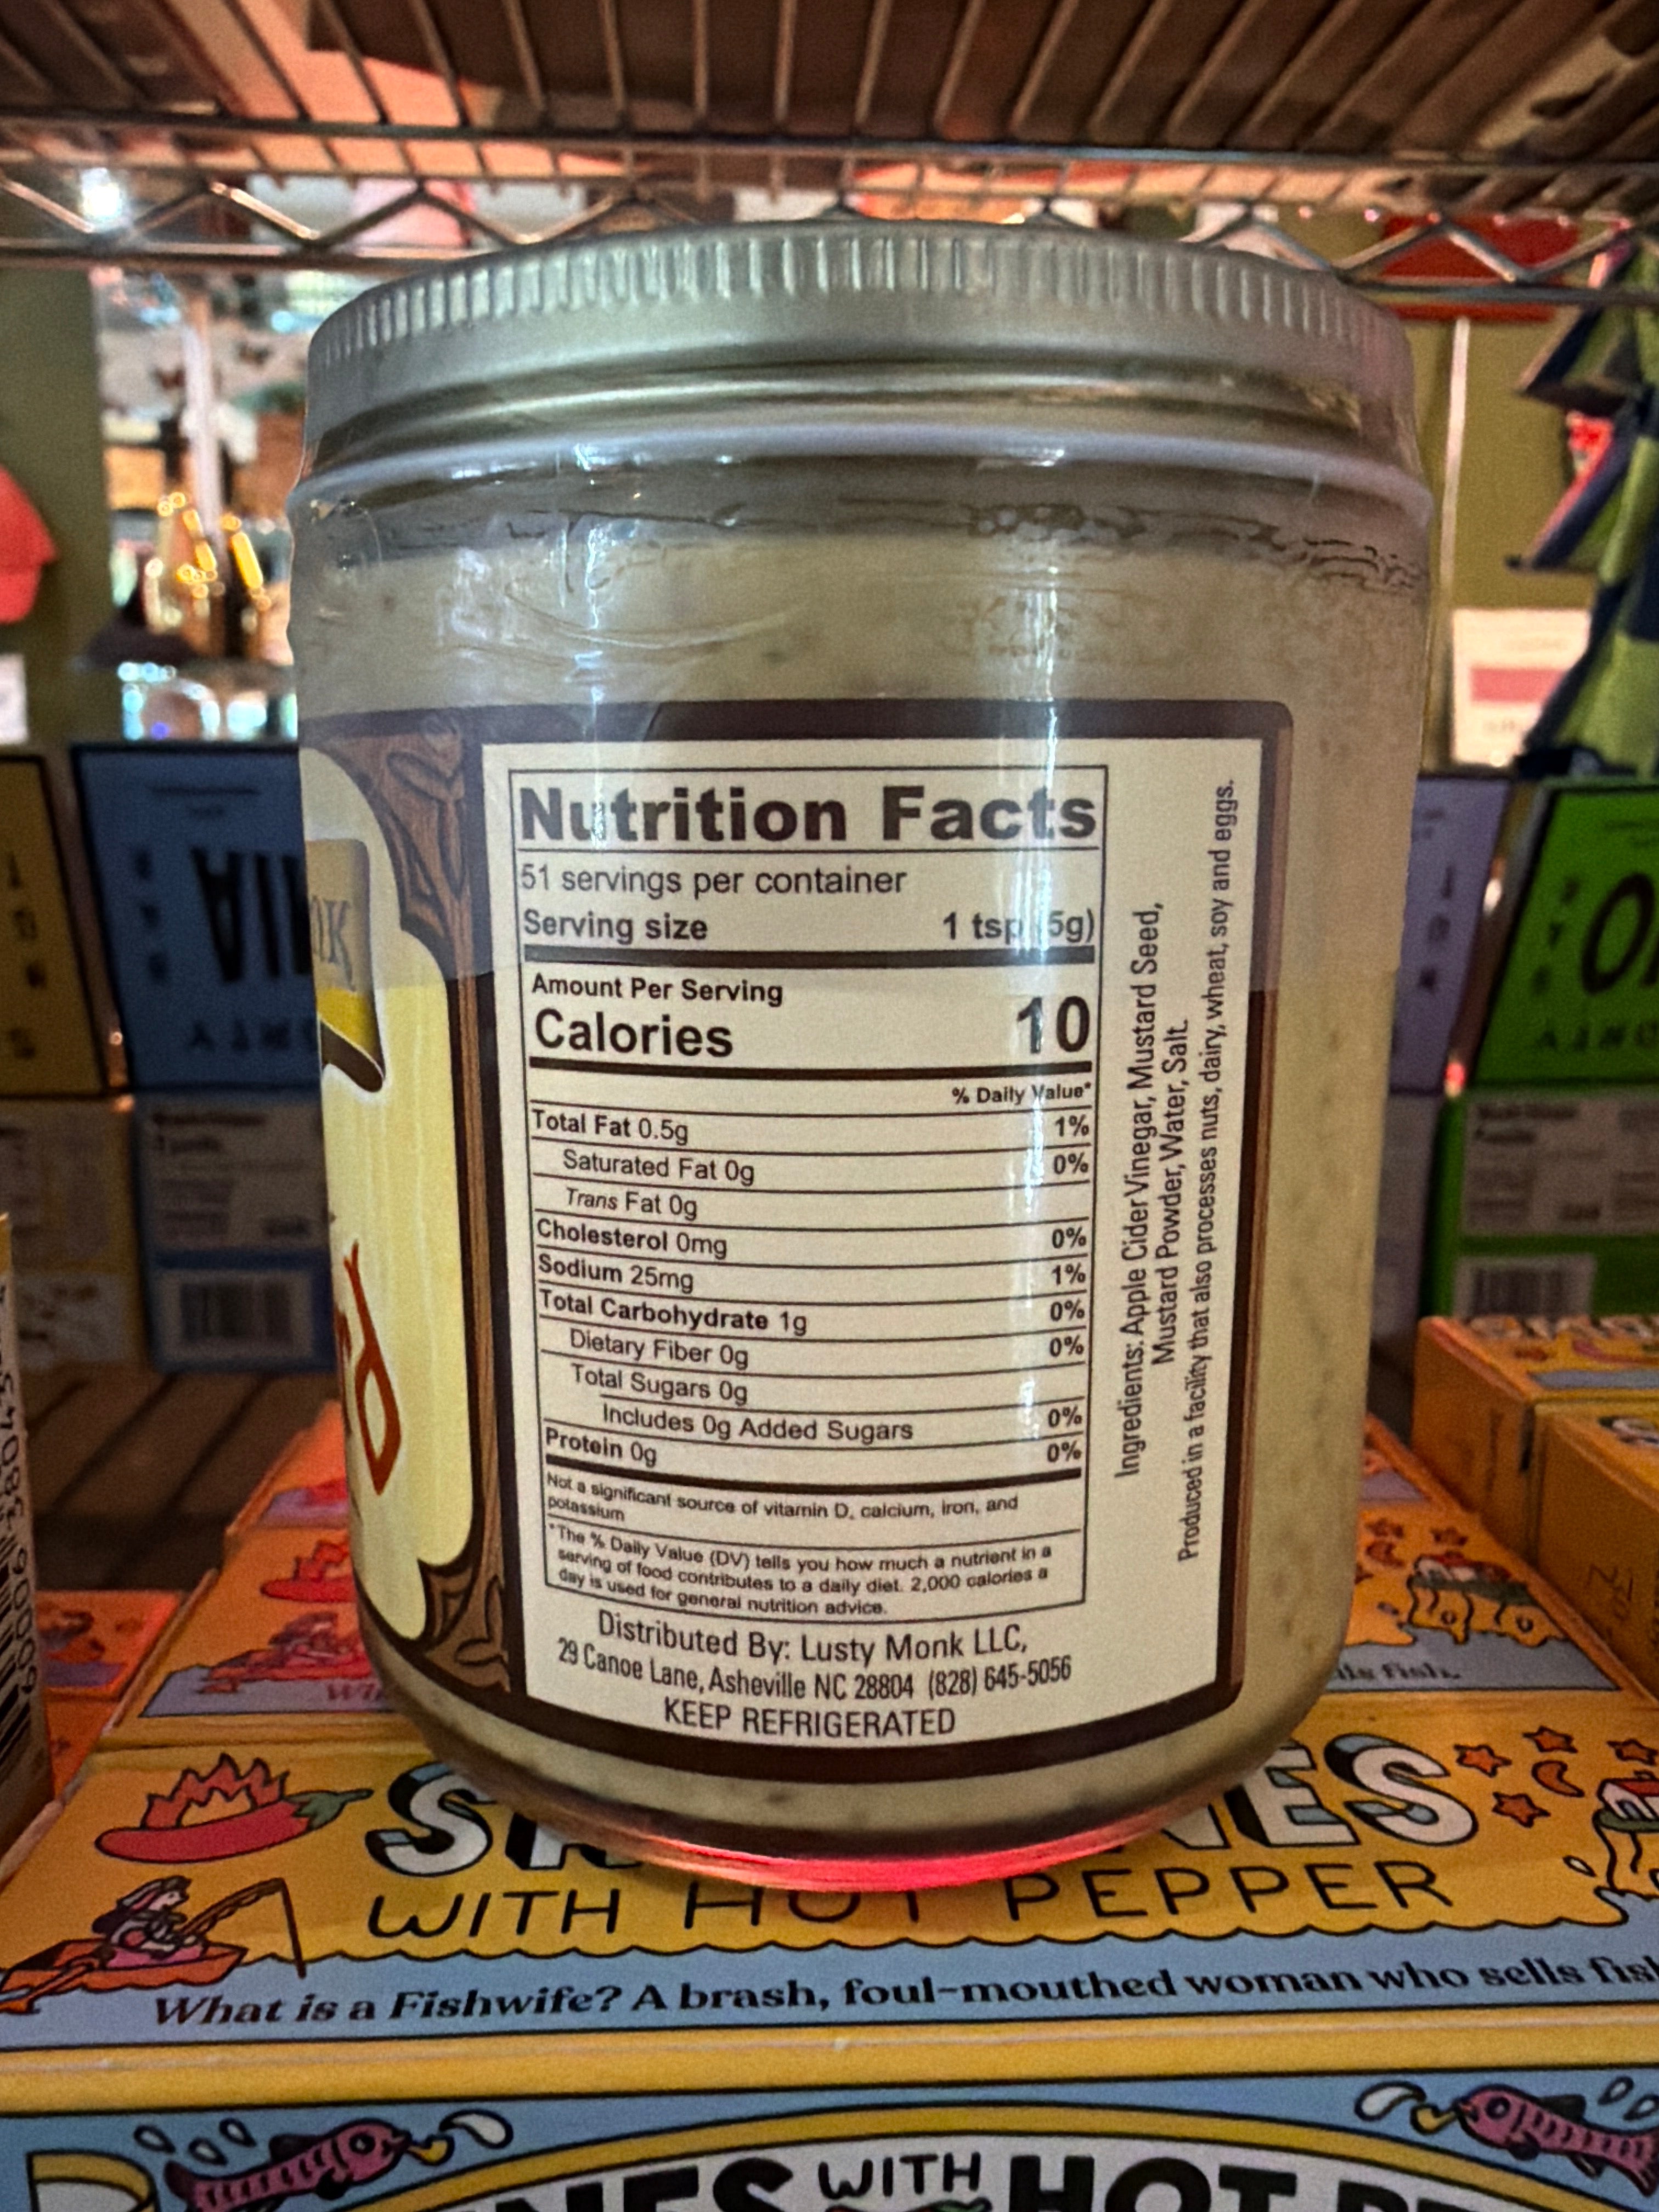 Nutrition Facts
51 servings per container
Serving size 1 tsp (5g)
Amount Per Serving
Calories 10
% Daily Value*
Total Fat 0.5g 1%
Saturated Fat 0g 0%
Trans Fat 0g
Cholesterol 0mg 0%
Sodium 25mg 1%
Total Carbohydrate 1g 0%
Dietary Fiber 0g 0%
Total Sugars 0g
Includes 0g Added Sugars 0%
Protein 0g 0%
Not a significant source of vitamin D, calcium, iron, and
potassium
*The % Daily Value (DV) tells you how much a nutrient in a
serving of food contributes to a daily diet. 2,000 calories a
day is used for general nutrition advice.
Distributed By: Lusty Monk LLC,
29 Canoe Lane, Asheville NC 28804 (828) 645-5056
KEEP REFRIGERATED
Ingredients: Apple Cider Vinegar, Mustard Seed,
Mustard Powder, Water, Salt.
Produced in a facility that also processes nuts, dairy, wheat, soy and eggs.
WITH HOT PEPPER
What is a Fishwife? A brash, foul-mouthed woman who sells fish
WITH HOT